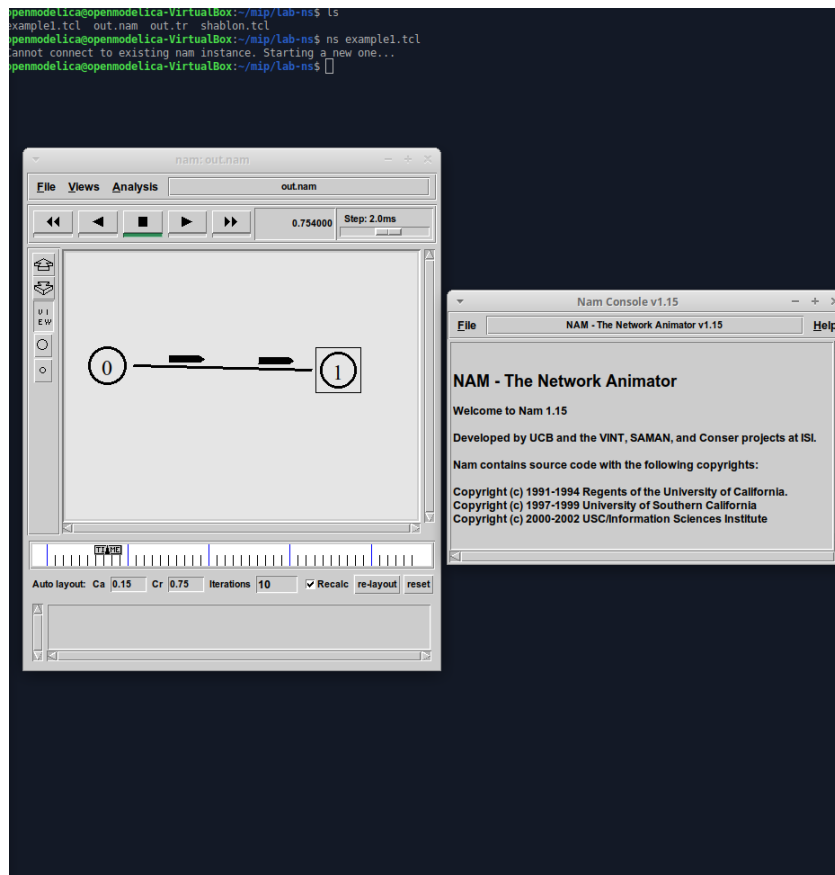 openmodelica@openmodelica-VirtualBox:~/mip/lab-ns$ ls
example1.tcl out.nam out.tr shablon.tcl
openmodelica@openmodelica-VirtualBox:~/mip/lab-ns$ ns example1.tcl
Cannot connect to existing nam instance. Starting a new one...
openmodelica@openmodelica-VirtualBox:~/mip/lab-ns$
nam: out.nam
File Views Analysis out.nam
0.754000 Step: 2.0ms
VIEW
0 1
TIME
Auto layout: Ca 0.15 Cr 0.75 Iterations 10 Recalc re-layout reset
Nam Console v1.15
File NAM - The Network Animator v1.15 Help
NAM - The Network Animator
Welcome to Nam 1.15
Developed by UCB and the VINT, SAMAN, and Conser projects at ISI.
Nam contains source code with the following copyrights:
Copyright (c) 1991-1994 Regents of the University of California.
Copyright (c) 1997-1999 University of Southern California
Copyright (c) 2000-2002 USC/Information Sciences Institute